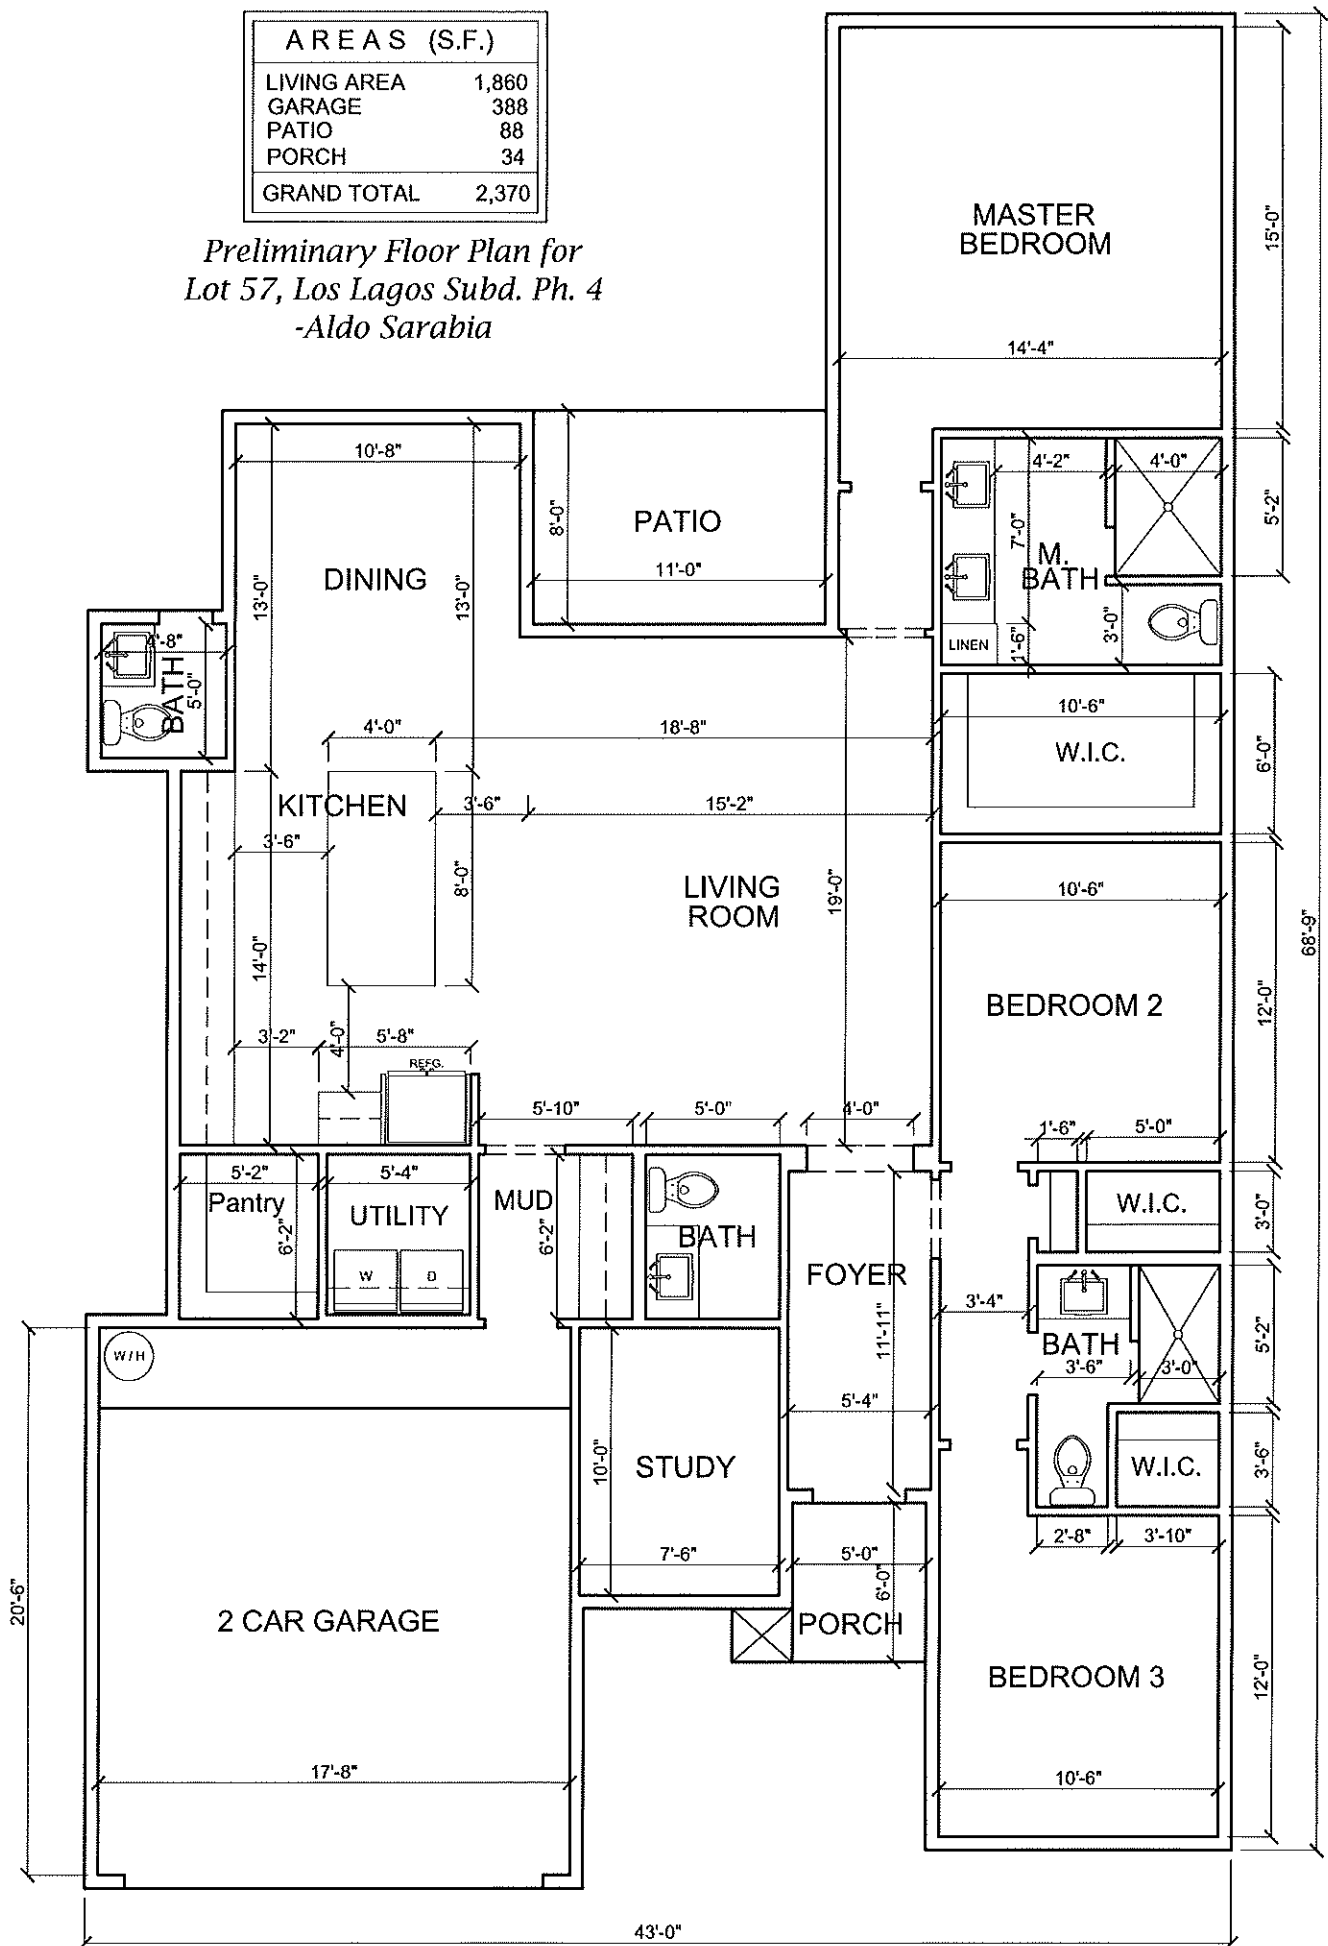 AREAS (S.F.)
LIVING AREA 1,860
GARAGE 388
PATIO 88
PORCH 34
GRAND TOTAL 2,370
Preliminary Floor Plan for
Lot 57, Los Lagos Subd. Ph. 4
-Aldo Sarabia
MASTER
BEDROOM
15'-0"
14'-4"
10'-8"
13'-0"
13'-0"
DINING
8'-0"
PATIO
11'-0"
4'-2"
4'-0"
5'-2"
7'-0"
M.
BATH
3'-0"
LINEN
1'-6"
4'-8"
BATH
5'-0"
4'-0"
18'-8"
10'-6"
W.I.C.
6'-0"
KITCHEN
3'-6"
15'-2"
3'-6"
8'-0"
14'-0"
LIVING
ROOM
19'-0"
10'-6"
68'-9"
BEDROOM 2
12'-0"
3'-2"
4'-0"
5'-8"
REFG.
5'-10"
5'-0"
4'-0"
1'-6"
5'-0"
5'-2"
Pantry
6'-2"
5'-4"
UTILITY
W
D
MUD
6'-2"
BATH
FOYER
11'-11"
5'-4"
W.I.C.
3'-0"
3'-4"
BATH
5'-2"
3'-6"
3'-0"
W/H
STUDY
10'-0"
7'-6"
W.I.C.
3'-6"
2'-8"
3'-10"
5'-0"
6'-0"
PORCH
20'-6"
2 CAR GARAGE
17'-8"
BEDROOM 3
12'-0"
10'-6"
43'-0"